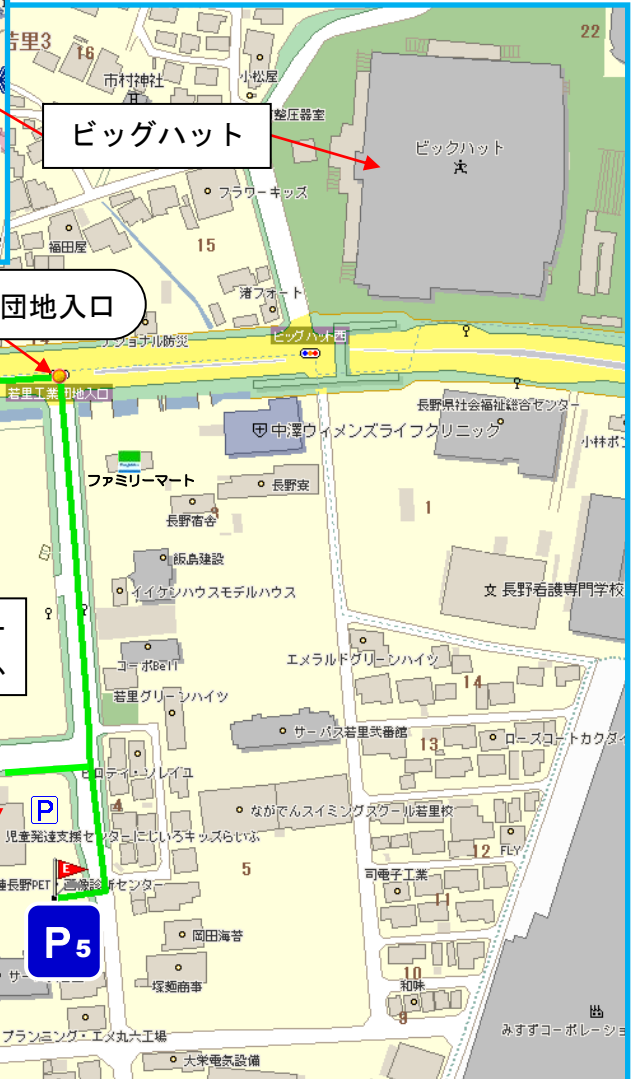 若里3
16
22
市村神社
小松屋
整圧器室
ビッグハット
ビックハット
フラワーキッズ
福田屋
15
渚フォート
団地入口
ナショナル防災
ビッグハット西
若里工業団地入口
長野県社会福祉総合センター
中澤ウィメンズライフクリニック
小林ポン
ファミリーマート
長野寮
長野宿舎
1
飯島建設
イイケンハウスモデルハウス
文 長野看護専門学校
コーポBell
エメラルドグリーンハイツ
若里グリーンハイツ
14
サーパス若里弐番館
13
ローズコートカクダイ
ピロティ・ソレイユ
P
4
ながでんスイミングスクール若里校
児童発達支援センターにじいろキッズらいふ
12
FLY
5
E
司電子工業
長野PET・画像診断センター
11
P5
岡田海苔
サー
塚麺商事
10
和味
9
みすずコーポレーショ
プランニング・エメ丸六工場
大栄電気設備